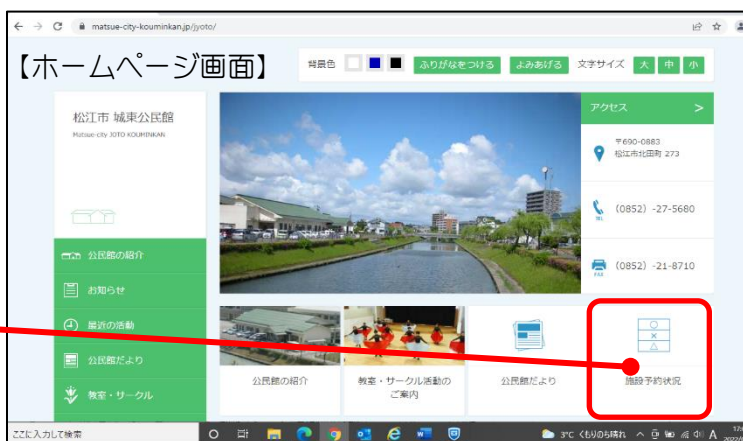 matsue-city-kouminkan.jp/jyoto/
【ホームページ画面】
背景色
ふりがなをつける
よみあげる
文字サイズ
大
中
小
松江市 城東公民館
Matsue-city JOTO KOUMINKAN
アクセス
>
〒690-0883
松江市北田町 273
TEL
(0852) -27-5680
FAX
(0852) -21-8710
公民館の紹介
お知らせ
最近の活動
公民館だより
教室・サークル
公民館の紹介
教室・サークル活動の
ご案内
公民館だより
○
×
△
施設予約状況
ここに入力して検索
3°C くもりのち晴れ
A